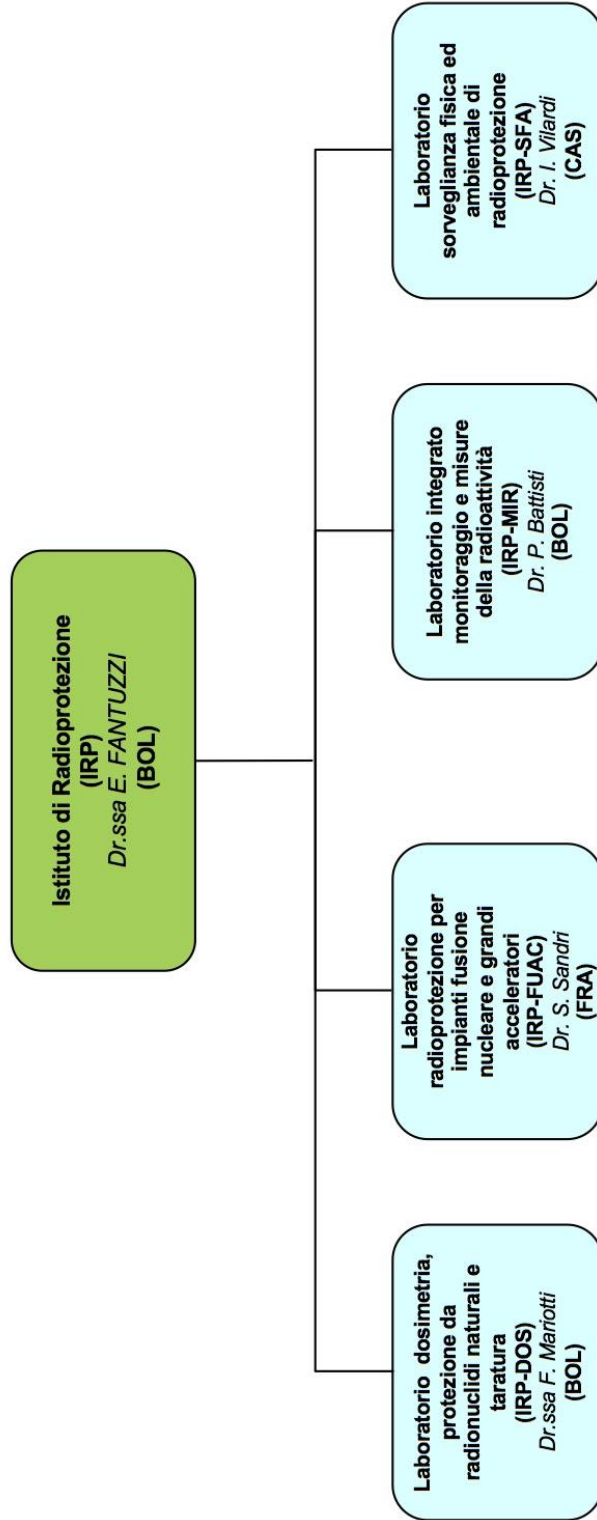 Istituto di Radioprotezione
(IRP)
Dr.ssa E. FANTUZZI
(BOL)
Laboratorio dosimetria,
protezione da
radionuclidi naturali e
taratura
(IRP-DOS)
Dr.ssa F. Mariotti
(BOL)
Laboratorio
radioprotezione per
impianti fusione
nucleare e grandi
acceleratori
(IRP-FUAC)
Dr. S. Sandri
(FRA)
Laboratorio integrato
monitoraggio e misure
della radioattività
(IRP-MIR)
Dr. P. Battisti
(BOL)
Laboratorio
sorveglianza fisica ed
ambientale di
radioprotezione
(IRP-SFA)
Dr. I. Vilardi
(CAS)